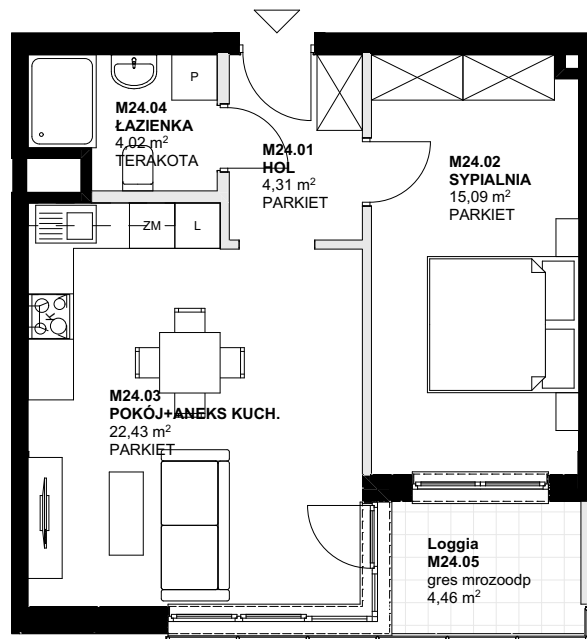 P
M24.04
ŁAZIENKA
4,02 m²
TERAKOTA
M24.01
HOL
4,31 m²
PARKIET
M24.02
SYPIALNIA
15,09 m²
PARKIET
ZM
L
K
M24.03
POKÓJ+ANEKS KUCH.
22,43 m²
PARKIET
Loggia
M24.05
gres mrozoodp
4,46 m²